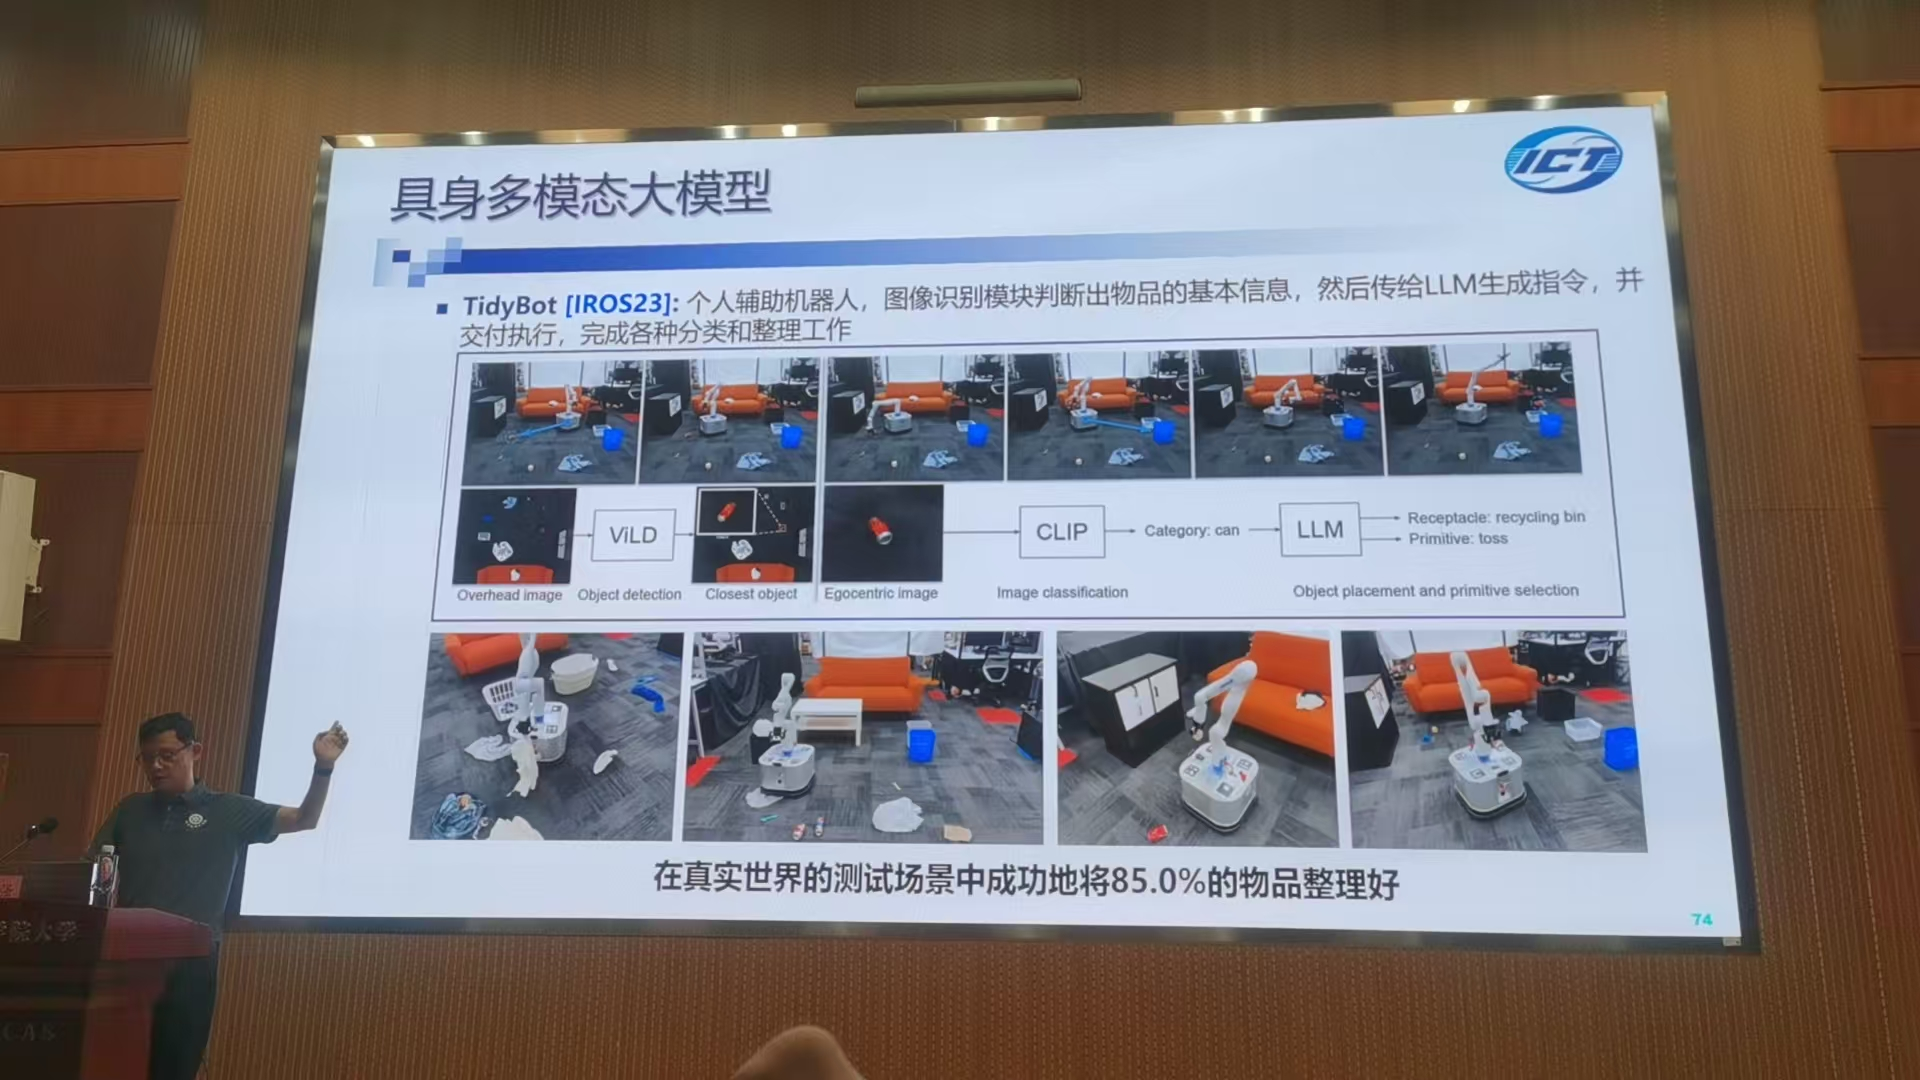 具身多模态大模型
ICT
TidyBot [IROS23]: 个人辅助机器人，图像识别模块判断出物品的基本信息，然后传给LLM生成指令，并
交付执行，完成各种分类和整理工作
ViLD
CLIP
Category: can
LLM
Receptacle: recycling bin
Primitive: toss
Overhead image
Object detection
Closest object
Egocentric image
Image classification
Object placement and primitive selection
在真实世界的测试场景中成功地将85.0%的物品整理好
74
院大学
CAS